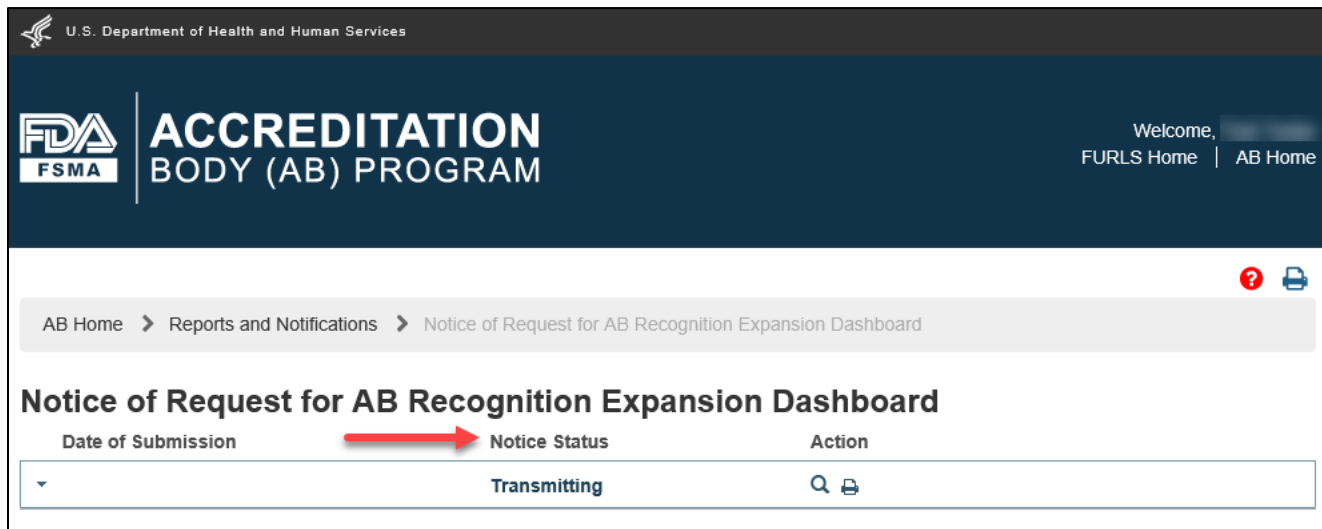 U.S. Department of Health and Human Services
FDA
FSMA
ACCREDITATION
BODY (AB) PROGRAM
Welcome,
FURLS Home | AB Home
?
AB Home > Reports and Notifications > Notice of Request for AB Recognition Expansion Dashboard
Notice of Request for AB Recognition Expansion Dashboard
Date of Submission Notice Status Action
Transmitting